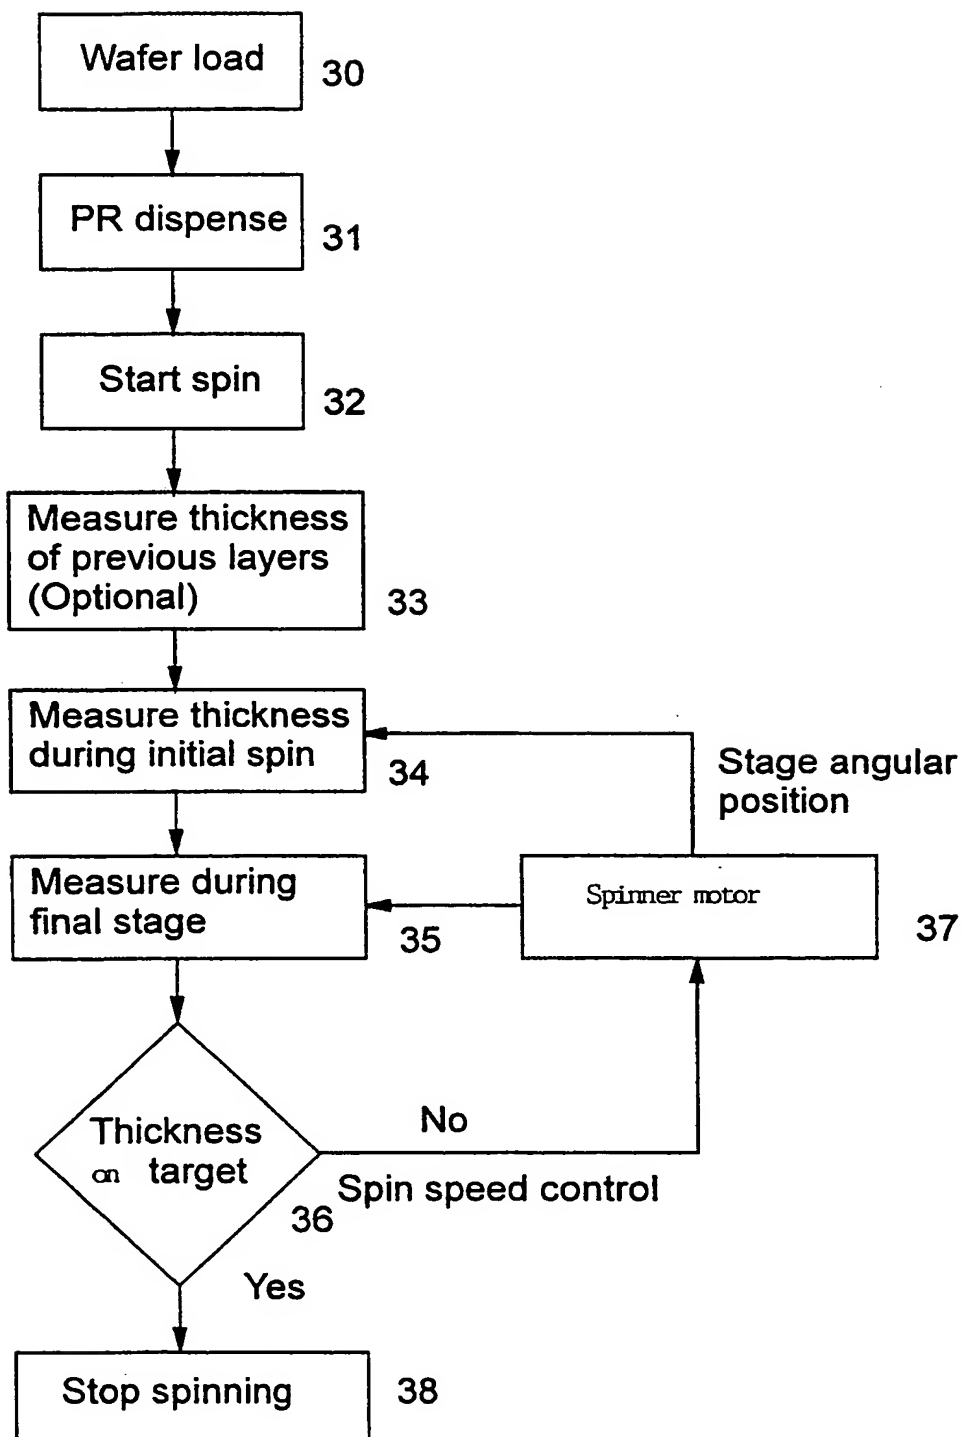 Wafer load
30
PR dispense
31
Start spin
32
Measure thickness
of previous layers
(Optional)
33
Measure thickness
during initial spin
34
Stage angular
position
Measure during
final stage
35
Spinner motor
37
Thickness
on target
36
No
Spin speed control
Yes
Stop spinning
38